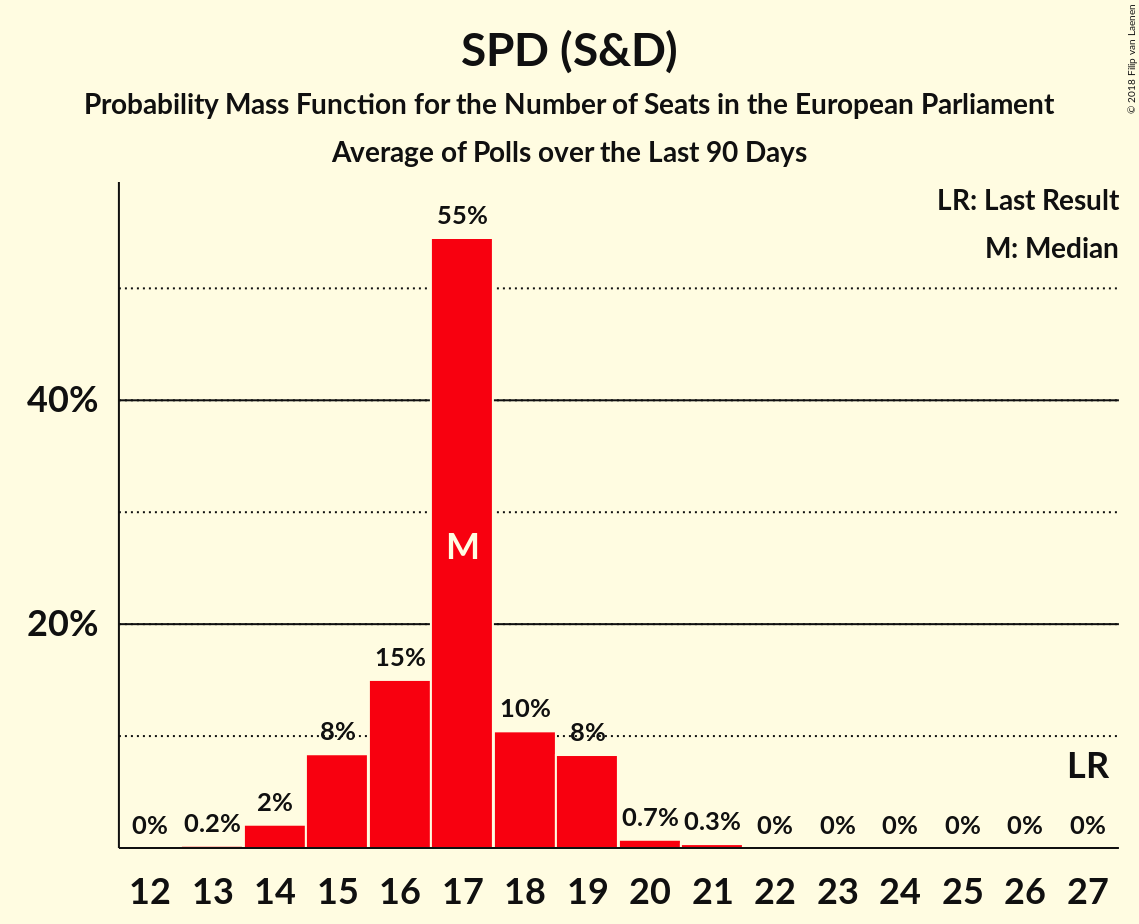 SPD (S&D)
Probability Mass Function for the Number of Seats in the European Parliament
Average of Polls over the Last 90 Days
© 2018 Filip van Laenen
LR: Last Result
M: Median
55%
40%
M
20%
15%
10%
8%
8%
LR
2%
0%
0.2%
0.7%
0.3%
0%
0%
0%
0%
0%
0%
12 13 14 15 16 17 18 19 20 21 22 23 24 25 26 27